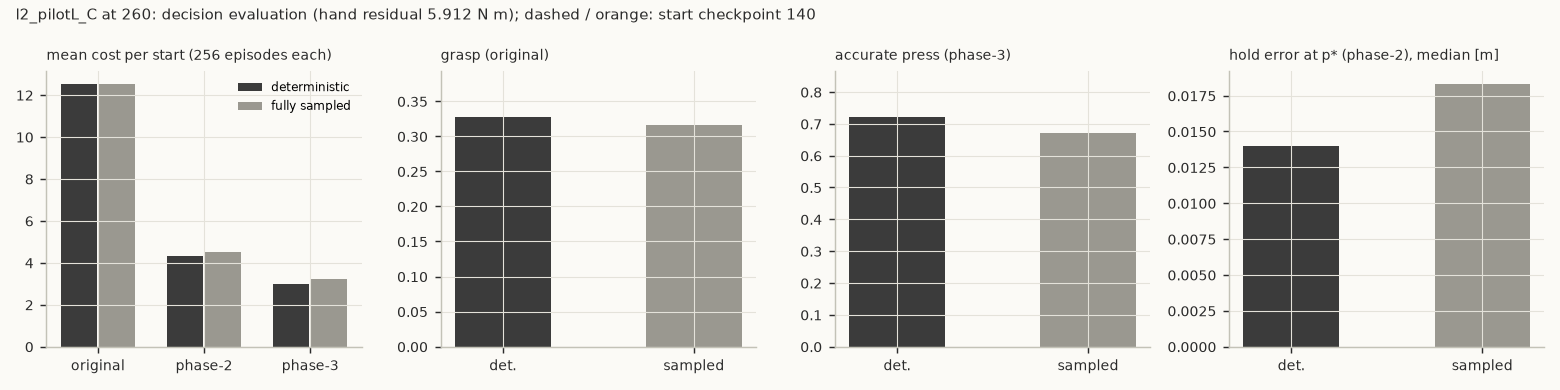 l2_pilotL_C at 260: decision evaluation (hand residual 5.912 N m); dashed / orange: start checkpoint 140
mean cost per start (256 episodes each)
12
10
8
6
4
2
0
original
phase-2
phase-3
deterministic
fully sampled
grasp (original)
0.35
0.30
0.25
0.20
0.15
0.10
0.05
0.00
det.
sampled
accurate press (phase-3)
0.8
0.7
0.6
0.5
0.4
0.3
0.2
0.1
0.0
det.
sampled
hold error at p* (phase-2), median [m]
0.0175
0.0150
0.0125
0.0100
0.0075
0.0050
0.0025
0.0000
det.
sampled